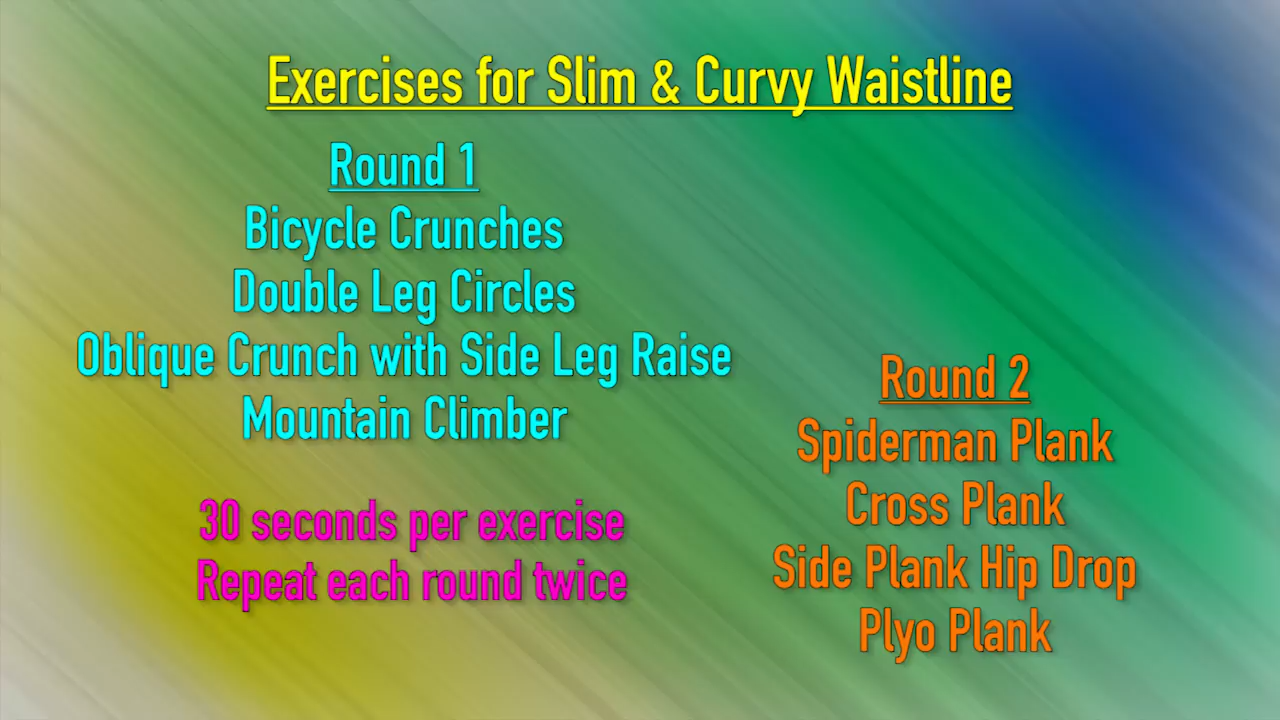 Exercises for Slim & Curvy Waistline
Round 1
Bicycle Crunches
Double Leg Circles
Oblique Crunch with Side Leg Raise
Mountain Climber
30 seconds per exercise
Repeat each round twice
Round 2
Spiderman Plank
Cross Plank
Side Plank Hip Drop
Plyo Plank